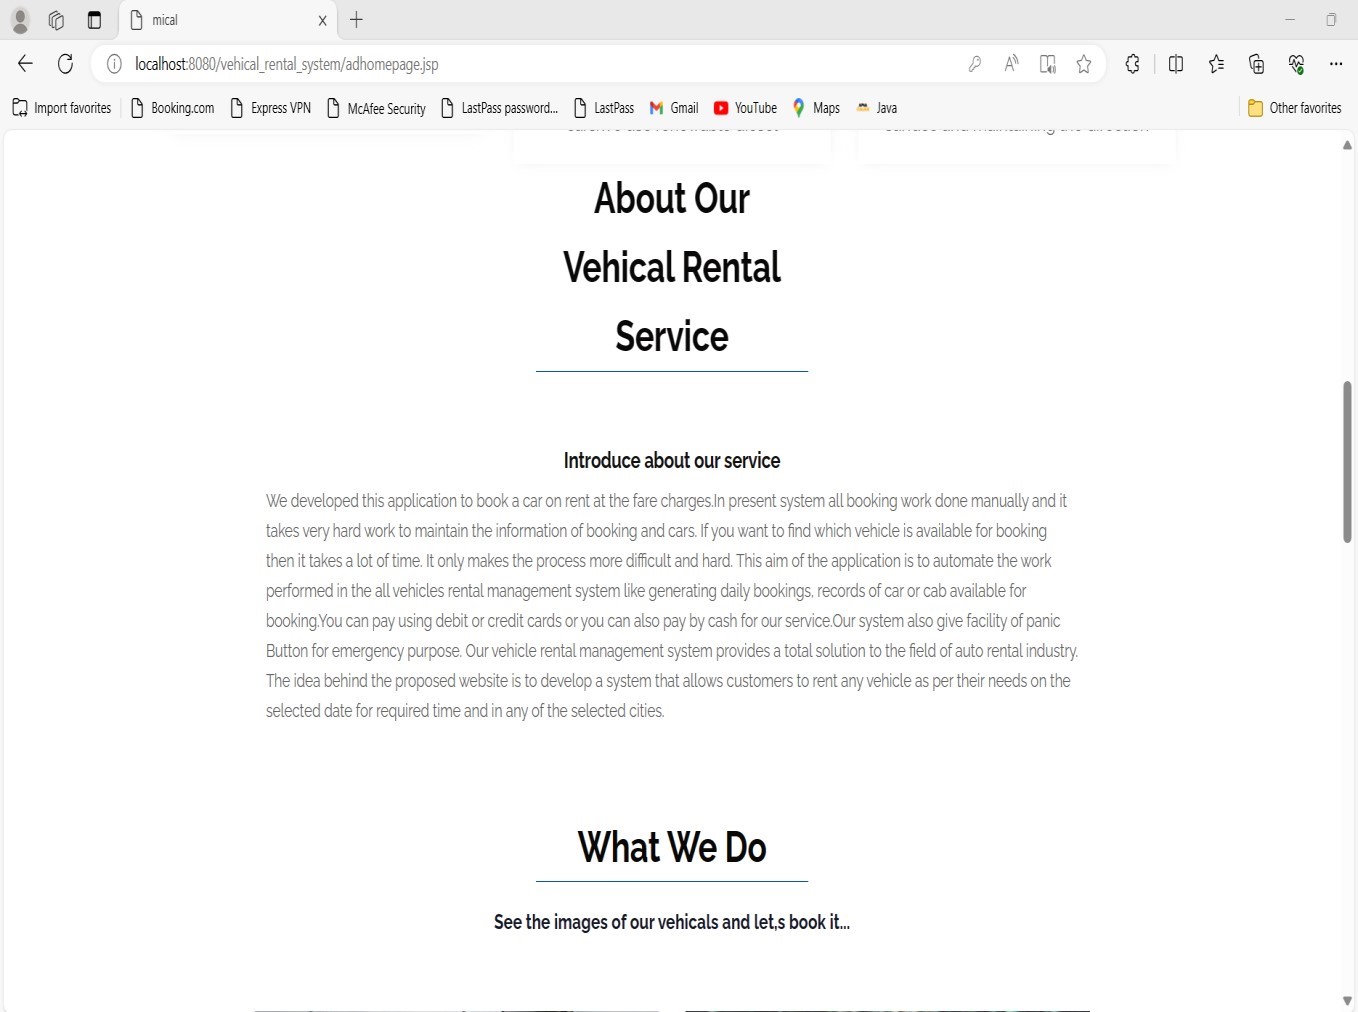 mical
localhost:8080/vehical_rental_system/adhomepage.jsp
Import favorites Booking.com Express VPN McAfee Security LastPass password... LastPass Gmail YouTube Maps Java Other favorites
About Our
Vehical Rental
Service
Introduce about our service
We developed this application to book a car on rent at the fare charges.In present system all booking work done manually and it
takes very hard work to maintain the information of booking and cars. If you want to find which vehicle is available for booking
then it takes a lot of time. It only makes the process more difficult and hard. This aim of the application is to automate the work
performed in the all vehicles rental management system like generating daily bookings, records of car or cab available for
booking.You can pay using debit or credit cards or you can also pay by cash for our service.Our system also give facility of panic
Button for emergency purpose. Our vehicle rental management system provides a total solution to the field of auto rental industry.
The idea behind the proposed website is to develop a system that allows customers to rent any vehicle as per their needs on the
selected date for required time and in any of the selected cities.
What We Do
See the images of our vehicals and let,s book it...